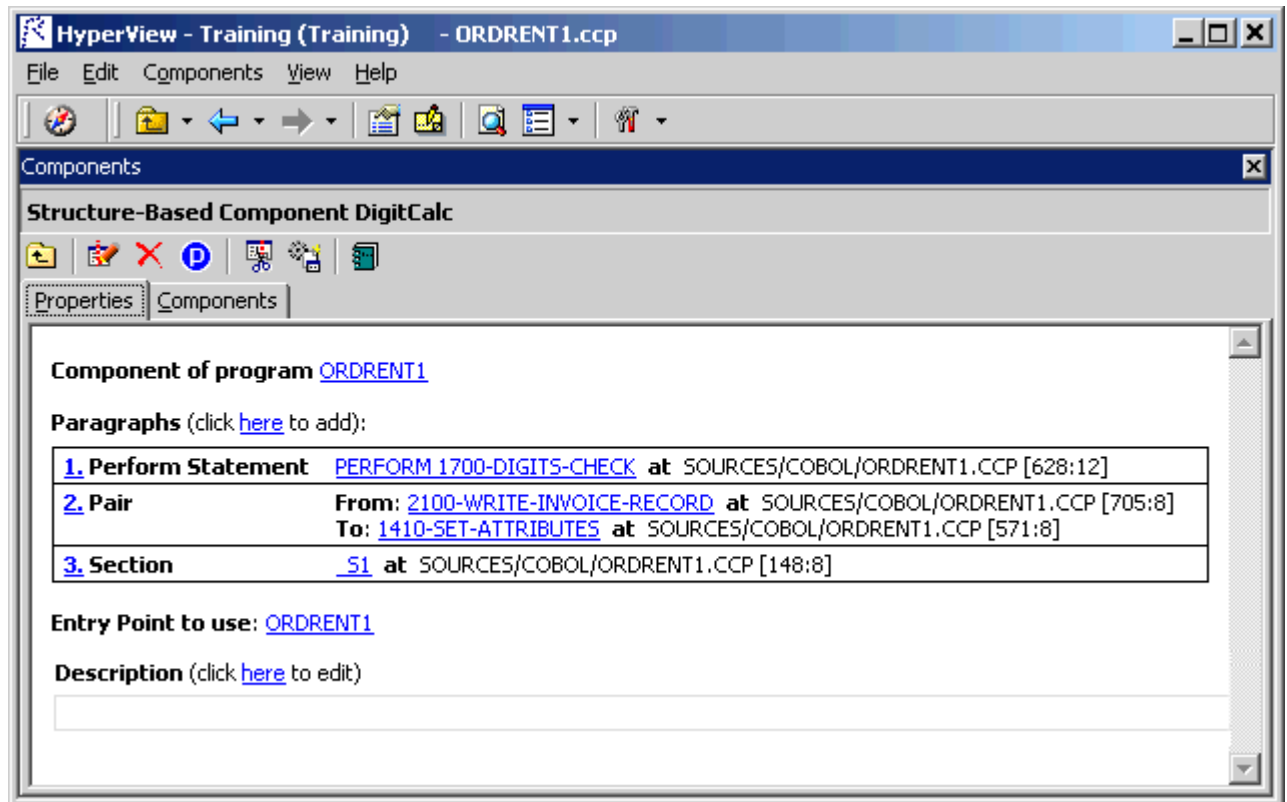 HyperView - Training (Training) - ORDRENT1.ccp
File Edit Components View Help
Components
Structure-Based Component DigitCalc
Properties Components
Component of program ORDRENT1
Paragraphs (click here to add):
1. Perform Statement PERFORM 1700-DIGITS-CHECK at SOURCES/COBOL/ORDRENT1.CCP [628:12]
2. Pair From: 2100-WRITE-INVOICE-RECORD at SOURCES/COBOL/ORDRENT1.CCP [705:8]
To: 1410-SET-ATTRIBUTES at SOURCES/COBOL/ORDRENT1.CCP [571:8]
3. Section _S1 at SOURCES/COBOL/ORDRENT1.CCP [148:8]
Entry Point to use: ORDRENT1
Description (click here to edit)